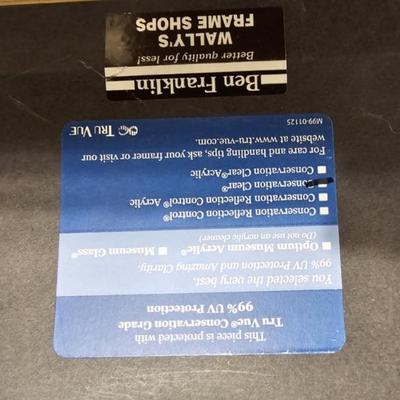 This piece is protected with
Tru Vue® Conservation Grade
99% UV Protection
You selected the very best.
99% UV Protection and Amazing Clarity.
■ Optium Museum Acrylic® ■ Museum Glass®
(Do not use an acrylic cleaner)
■ Conservation Reflection Control®
■ Conservation Reflection Control® Acrylic
Conservation Clear®
■ Conservation Clear® Acrylic
For care and handling tips, ask your framer or visit our
website at www.tru-vue.com.
M99-01125
TRU VUE
Ben Franklin
Better quality for less!
WALLY'S
FRAME SHOPS